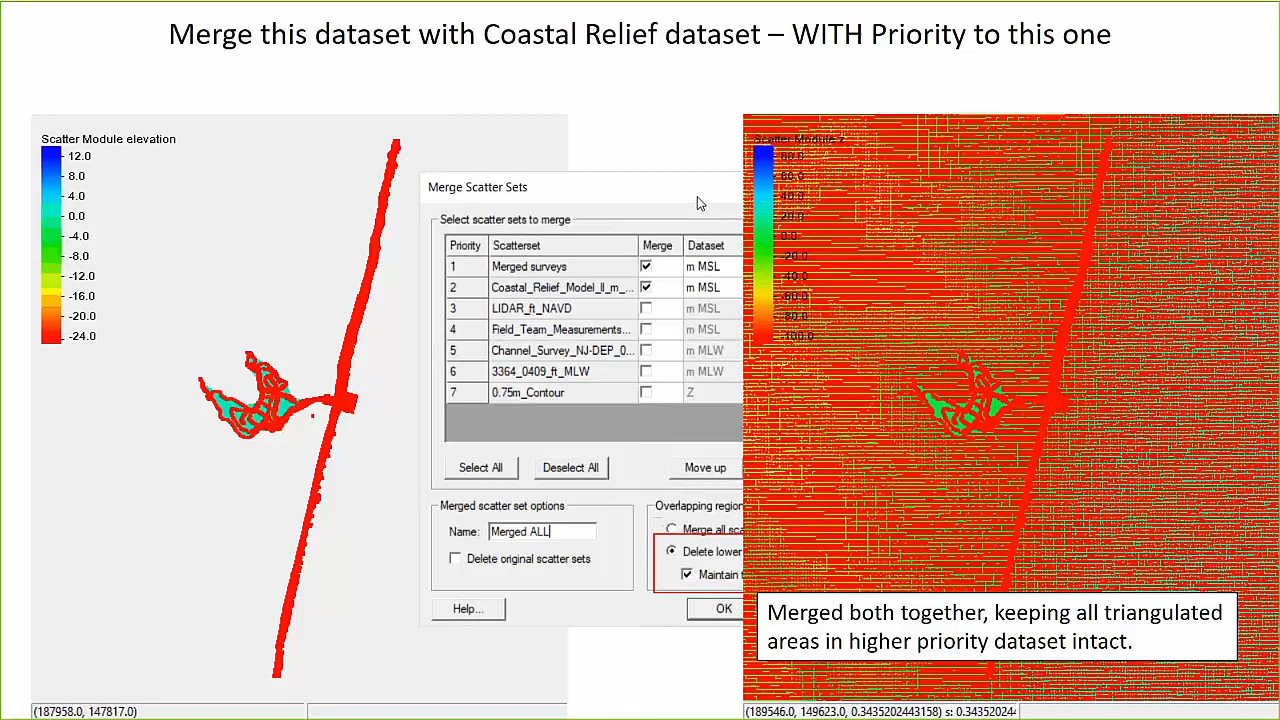 Merge this dataset with Coastal Relief dataset – WITH Priority to this one
12.0
8.0
4.0
0.0
-4.0
-8.0
-12.0
-16.0
-20.0
-24.0
Merge Scatter Sets
Select scatter sets to merge
Priority Scatterset Merge Dataset
1 Merged surveys m MSL
2 Coastal_Relief_Model_II_m_... m MSL
3 LIDAR_ft_NAVD m MSL
4 Field_Team_Measurements... m MSL
5 Channel_Survey_NJ-DEP_0... m MLW
6 3364_0409_ft_MLW m MLW
7 0.75m_Contour Z
Select All Deselect All Move up
Merged scatter set options
Name: Merged ALL
Delete original scatter sets
Overlapping region
Merge all sca
Delete lower
Maintain t
Help... OK
Scatter Module Z
60.0
40.0
20.0
0.0
-20.0
-40.0
-60.0
-80.0
-100.0
Merged both together keeping all triangulated
areas in higher priority dataset intact.
(187958.0, 147817.0)
(189546.0, 149623.0, 0.3435202443158) s: 0.34352024